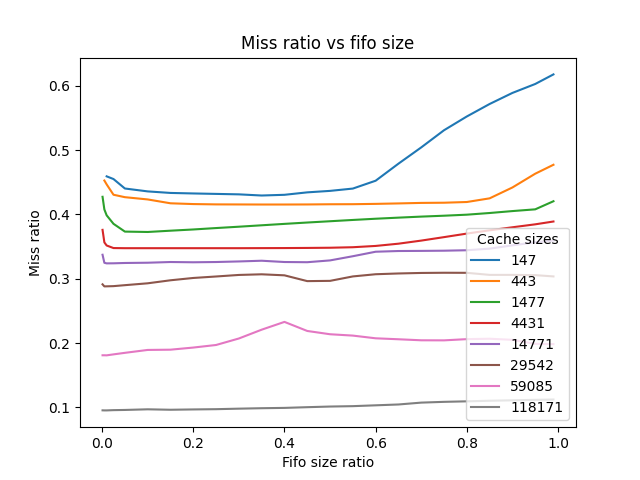 Miss ratio vs fifo size
Miss ratio
0.6
0.5
0.4
0.3
0.2
0.1
Cache sizes
147
443
1477
4431
14771
29542
59085
118171
0.0 0.2 0.4 0.6 0.8 1.0
Fifo size ratio